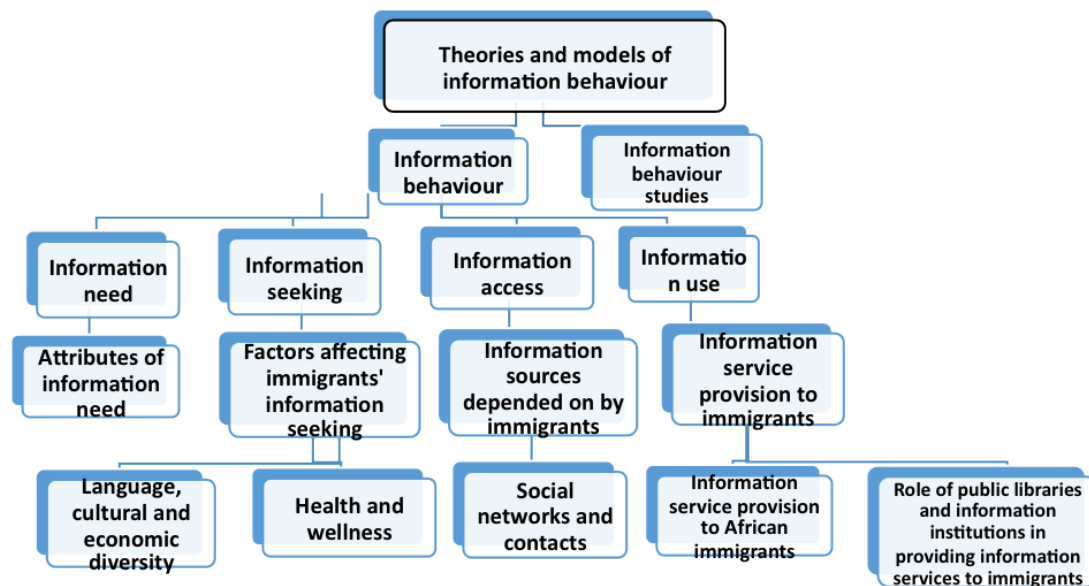 Theories and models of
information behaviour
Information
behaviour
Information
behaviour
studies
Information
need
Information
seeking
Information
access
Informatio
n use
Attributes of
information
need
Factors affecting
immigrants'
information
seeking
Information
sources
depended on by
immigrants
Information
service
provision to
immigrants
Language,
cultural and
economic
diversity
Health and
wellness
Social
networks and
contacts
Information
service provision
to African
immigrants
Role of public libraries
and information
institutions in
providing information
services to immigrants